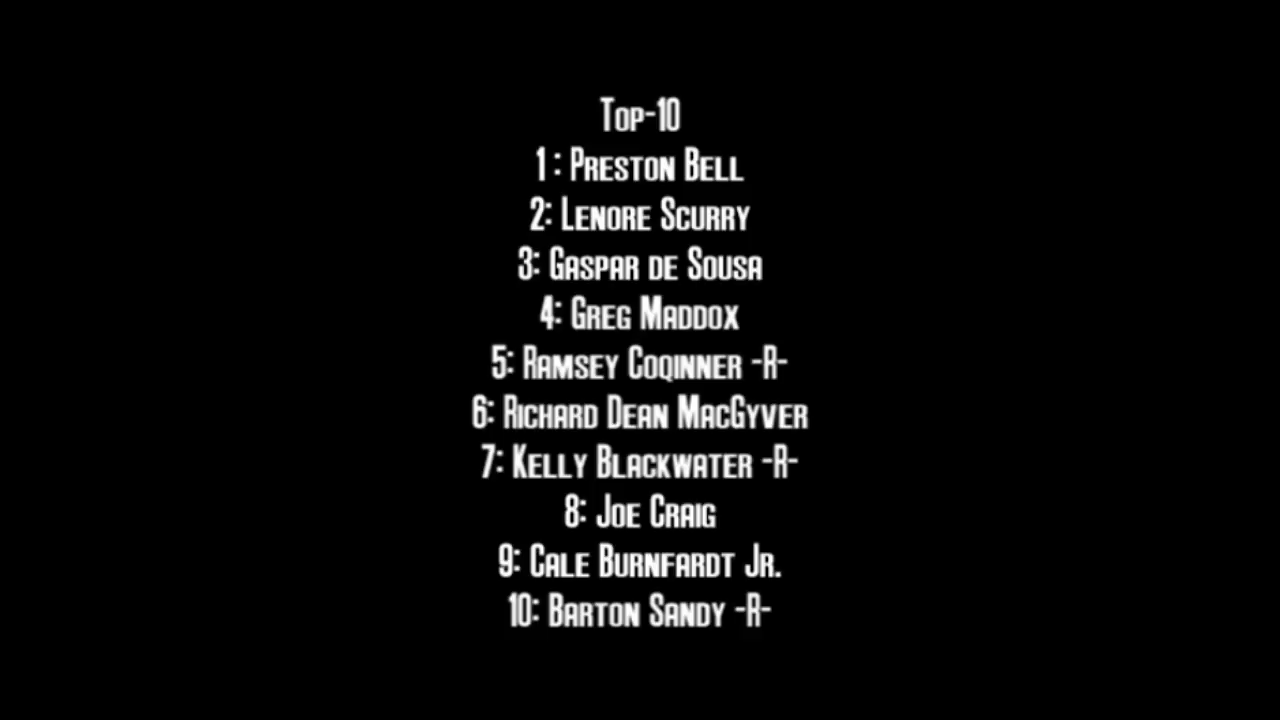 Top-10
1 : Preston Bell
2: Lenore Scurry
3: Gaspar de Sousa
4: Greg Maddox
5: Ramsey Coqinner -R-
6: Richard Dean MacGyver
7: Kelly Blackwater -R-
8: Joe Craig
9: Cale Burnfardt Jr.
10: Barton Sandy -R-